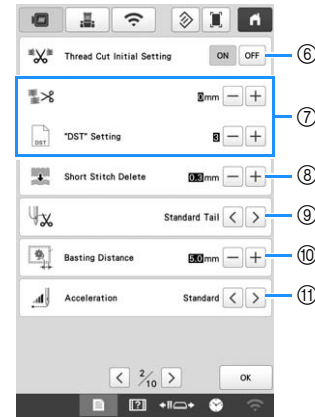 Thread Cut Initial Setting ON OFF ⑥
0mm − +
⑦
DST "DST" Setting 3 − +
Short Stitch Delete 0.3mm − + ⑧
Standard Tail < > ⑨
Basting Distance 5.0mm − + ⑩
Acceleration Standard < > ⑪
< 2/10 > OK